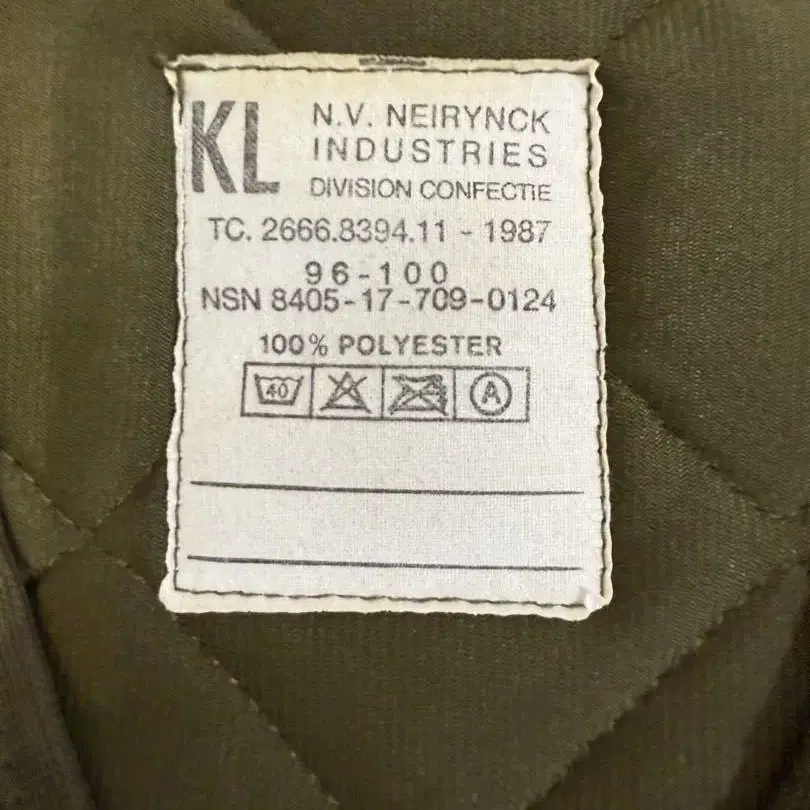 KL
N.V. NEIRYNCK
INDUSTRIES
DIVISION CONFECTIE
TC. 2666.8394.11 - 1987
96-100
NSN 8405-17-709-0124
100% POLYESTER
40 A